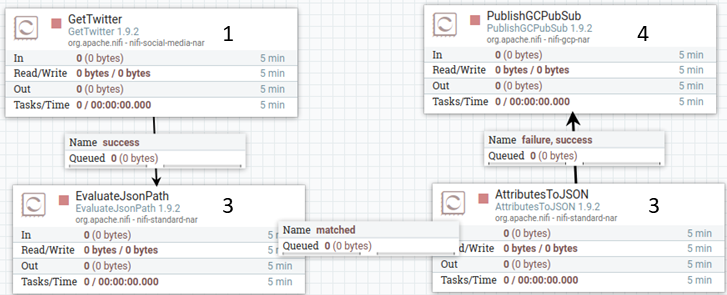 GetTwitter
GetTwitter 1.9.2
org.apache.nifi - nifi-social-media-nar
1
In 0 (0 bytes) 5 min
Read/Write 0 bytes / 0 bytes 5 min
Out 0 (0 bytes) 5 min
Tasks/Time 0 / 00:00:00.000 5 min
Name success
Queued 0 (0 bytes)
EvaluateJsonPath
EvaluateJsonPath 1.9.2
org.apache.nifi - nifi-standard-nar
3
In 0 (0 bytes) 5 min
Read/Write 0 bytes / 0 bytes 5 min
Out 0 (0 bytes) 5 min
Tasks/Time 0 / 00:00:00.000 5 min
Name matched
Queued 0 (0 bytes)
AttributesToJSON
AttributesToJSON 1.9.2
org.apache.nifi - nifi-standard-nar
3
0 (0 bytes) 5 min
/Write 0 bytes / 0 bytes 5 min
Out 0 (0 bytes) 5 min
Tasks/Time 0 / 00:00:00.000 5 min
Name failure, success
Queued 0 (0 bytes)
PublishGCPubSub
PublishGCPubSub 1.9.2
org.apache.nifi - nifi-gcp-nar
4
In 0 (0 bytes) 5 min
Read/Write 0 bytes / 0 bytes 5 min
Out 0 (0 bytes) 5 min
Tasks/Time 0 / 00:00:00.000 5 min